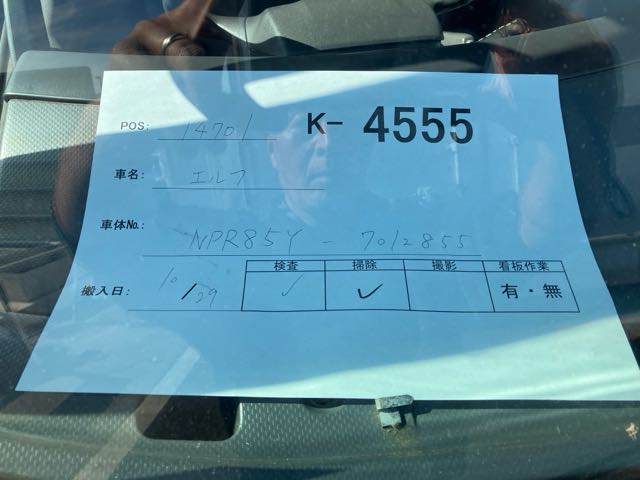 POS: 14701 K- 4555
車名: エルフ
車体No.: NPR85Y - 7012855
検査 掃除 撮影 看板作業
搬入日: 10/29 ✓ ✓ 有・無